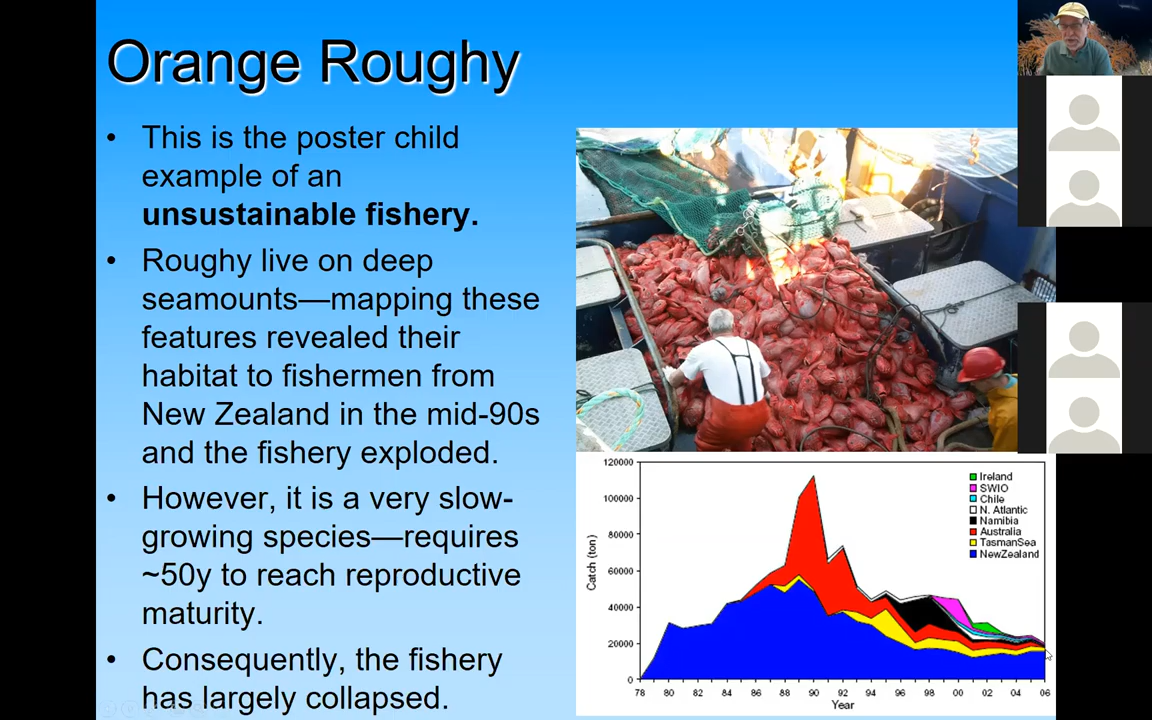 Orange Roughy
• This is the poster child
example of an
unsustainable fishery.
• Roughy live on deep
seamounts—mapping these
features revealed their
habitat to fishermen from
New Zealand in the mid-90s
and the fishery exploded.
• However, it is a very slow-
growing species—requires
~50y to reach reproductive
maturity.
• Consequently, the fishery
has largely collapsed.
120000
100000
80000
60000
40000
20000
0
Catch (ton)
Ireland
SWIO
Chile
N. Atlantic
Namibia
Australia
TasmanSea
NewZealand
78 80 82 84 86 88 90 92 94 96 98 00 02 04 06
Year